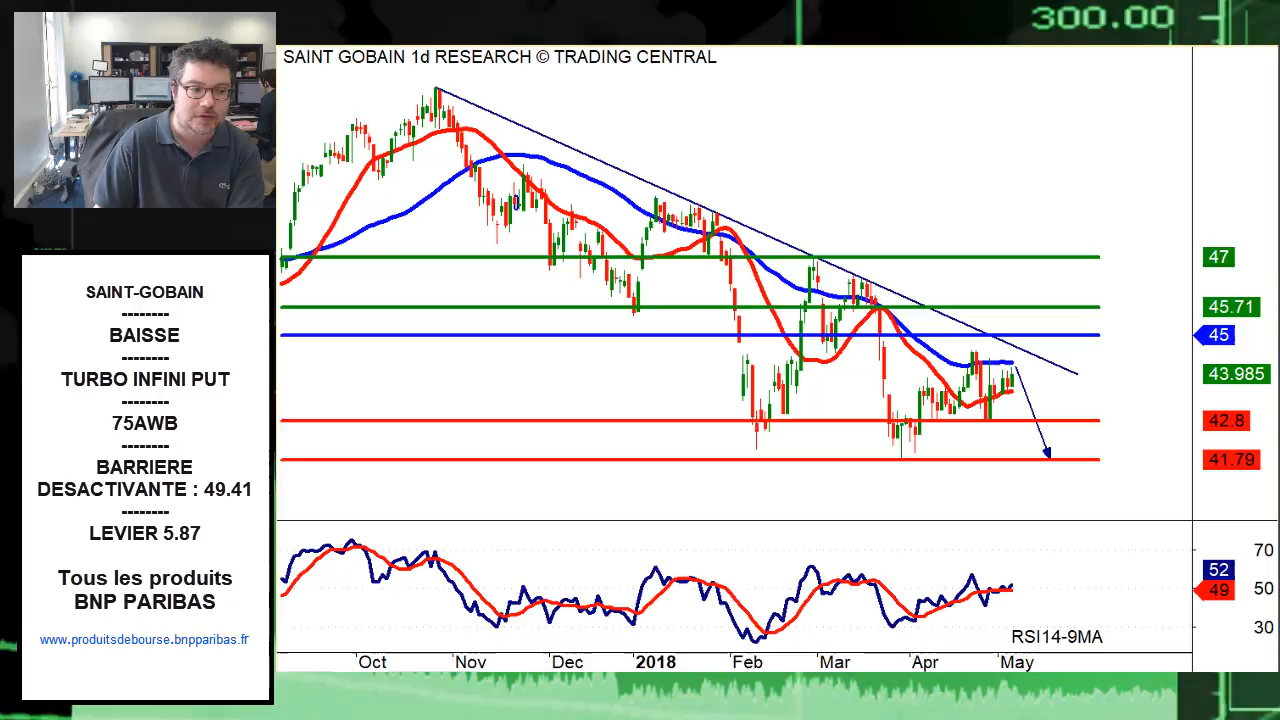 300.00
SAINT GOBAIN 1d RESEARCH © TRADING CENTRAL
SAINT-GOBAIN
--------
BAISSE
--------
TURBO INFINI PUT
--------
75AWB
--------
BARRIERE
DESACTIVANTE : 49.41
--------
LEVIER 5.87
Tous les produits
BNP PARIBAS
www.produitsdebourse.bnpparibas.fr
47
45.71
45
43.985
42.8
41.79
70
52
50
49
30
RSI14-9MA
Oct Nov Dec 2018 Feb Mar Apr May